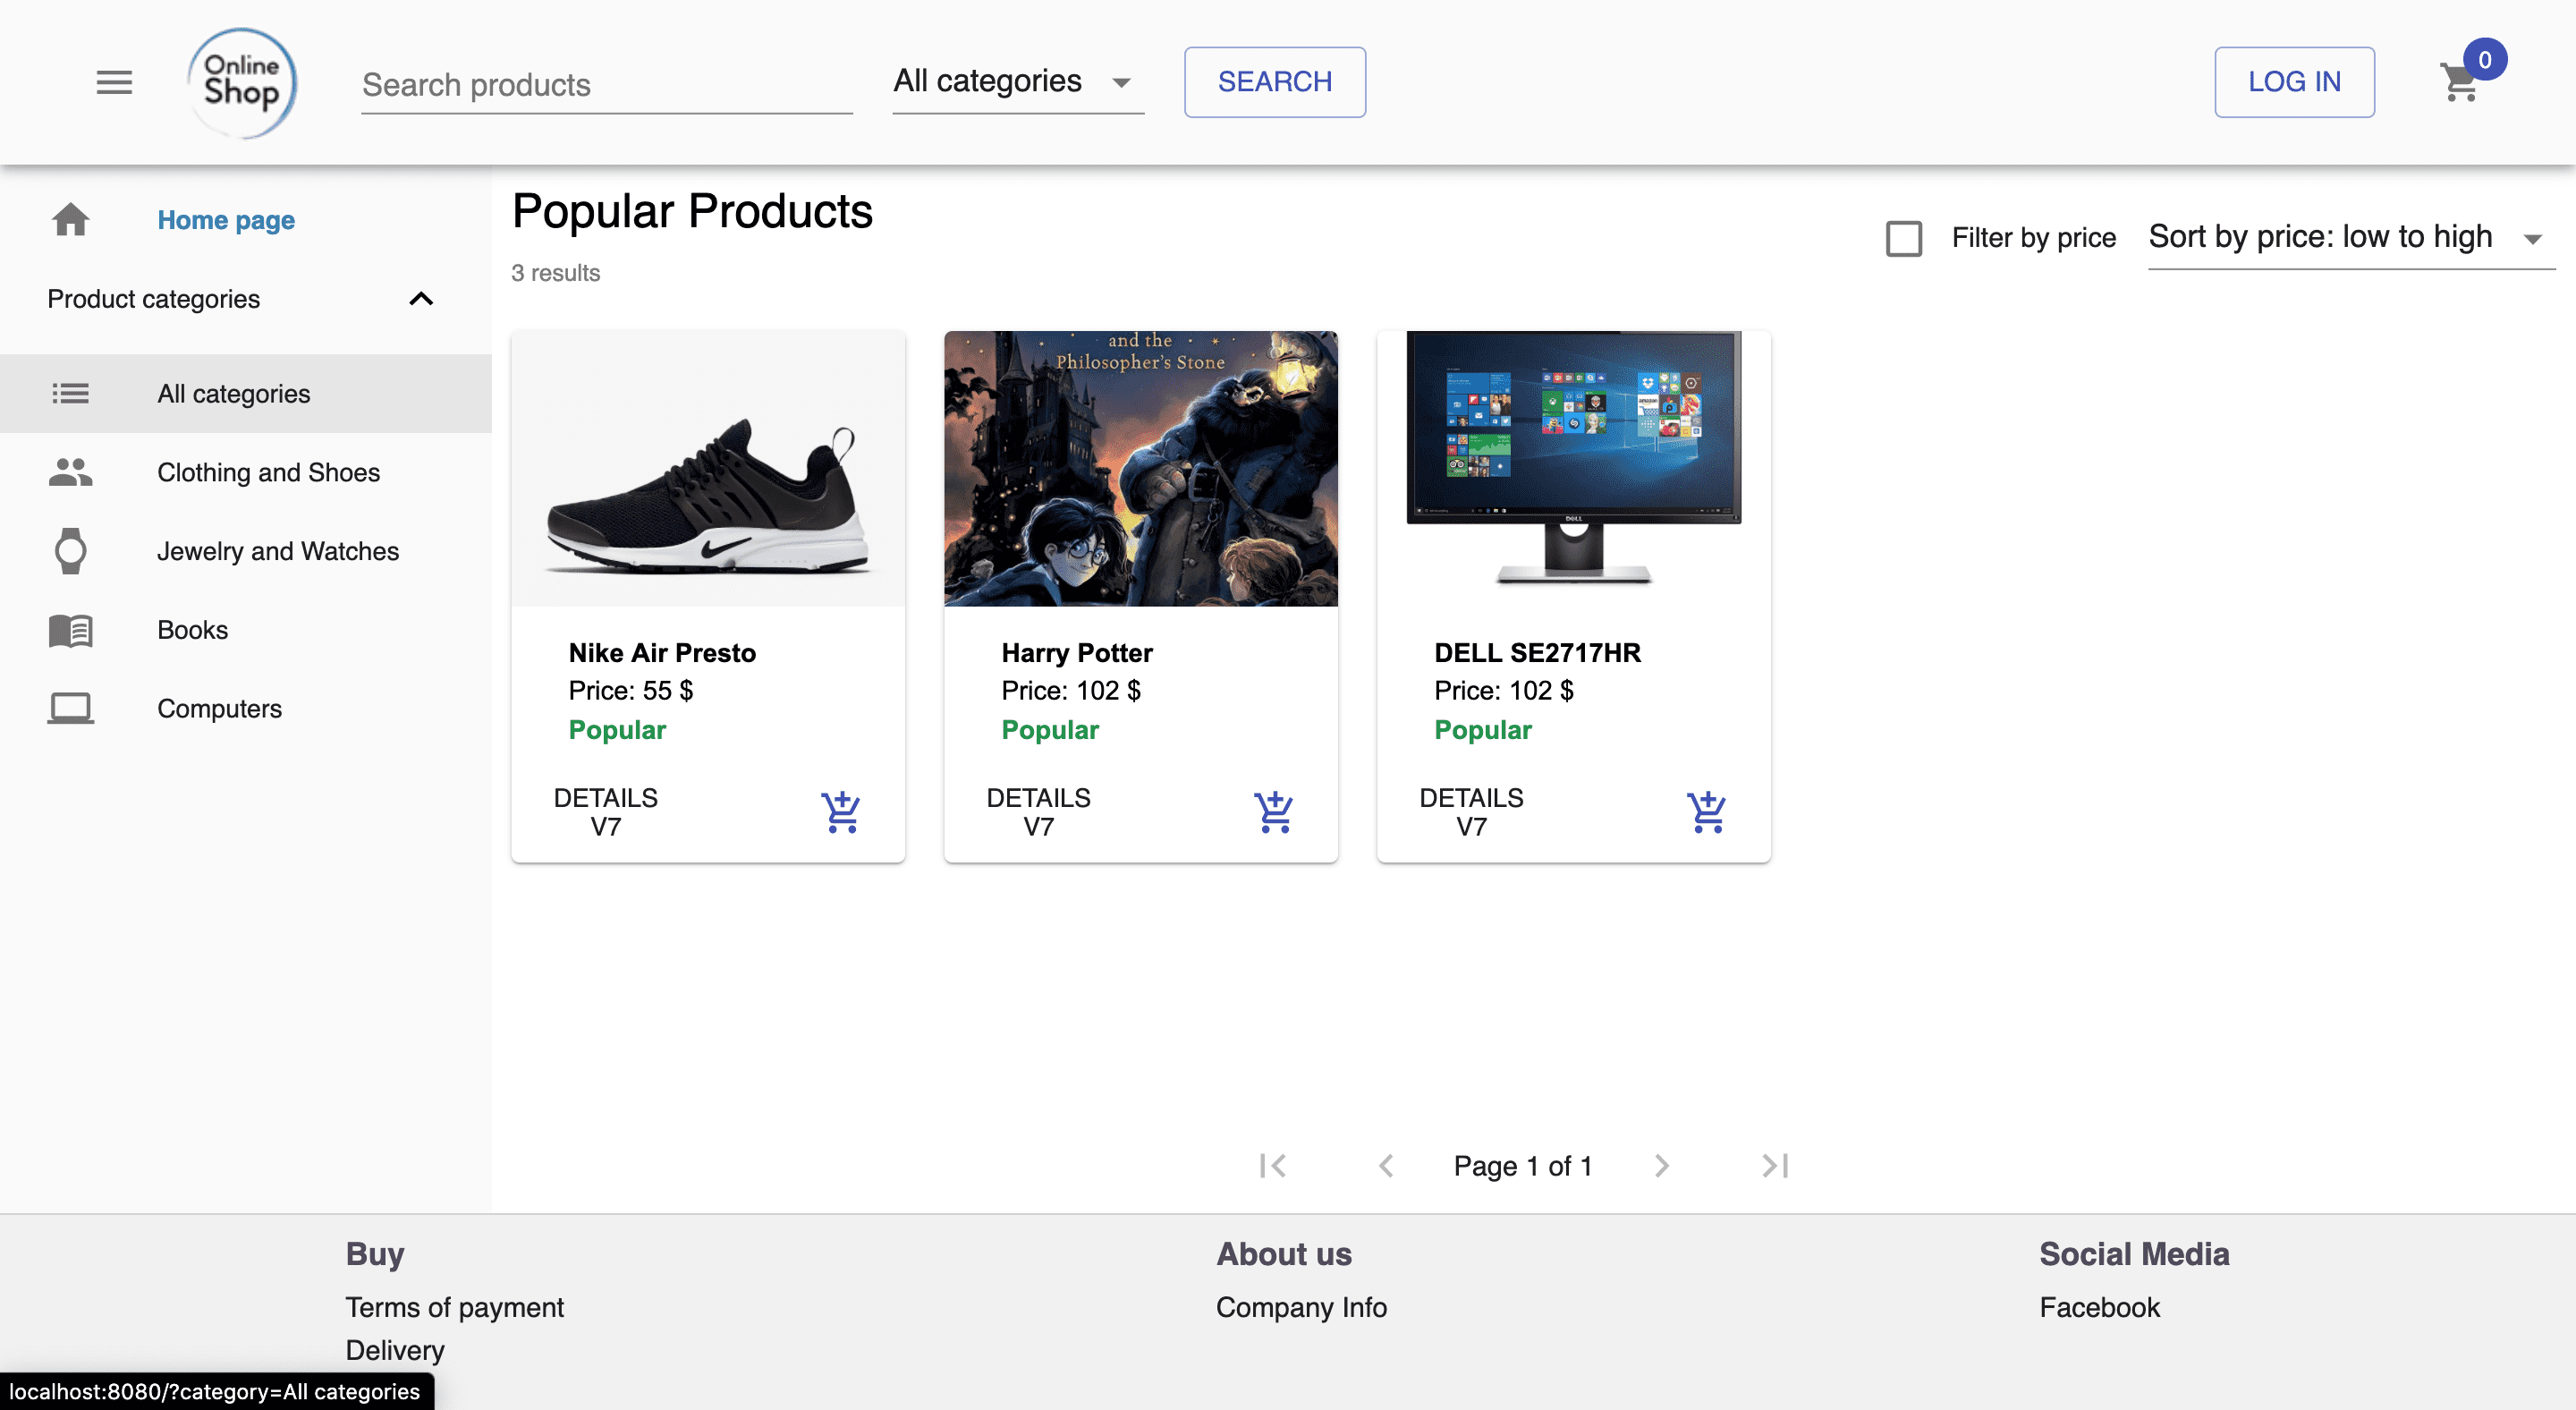 Online
Shop
Search products
All categories
SEARCH
LOG IN
0
Home page
Product categories
All categories
Clothing and Shoes
Jewelry and Watches
Books
Computers
Popular Products
3 results
Filter by price
Sort by price: low to high
and the
Philosopher's Stone
DELL
Nike Air Presto
Price: 55 $
Popular
DETAILS
V7
Harry Potter
Price: 102 $
Popular
DETAILS
V7
DELL SE2717HR
Price: 102 $
Popular
DETAILS
V7
Page 1 of 1
Buy
Terms of payment
Delivery
About us
Company Info
Social Media
Facebook
localhost:8080/?category=All categories